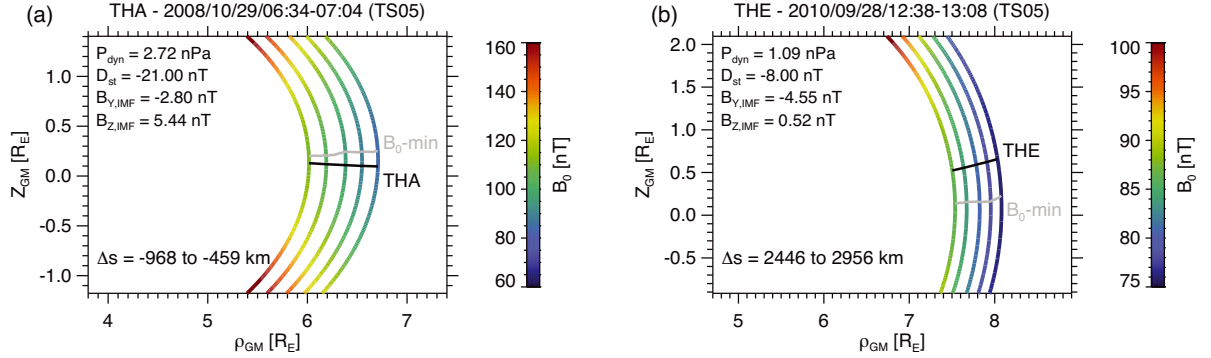 (a) THA - 2008/10/29/06:34-07:04 (TS05)
P_dyn = 2.72 nPa
D_st = -21.00 nT
B_Y,IMF = -2.80 nT
B_Z,IMF = 5.44 nT
B_0-min
THA
Δs = -968 to -459 km
Z_GM [R_E]
1.0
0.5
0.0
-0.5
-1.0
4 5 6 7
ρ_GM [R_E]
160
140
120
100
80
60
B_0 [nT]
(b) THE - 2010/09/28/12:38-13:08 (TS05)
P_dyn = 1.09 nPa
D_st = -8.00 nT
B_Y,IMF = -4.55 nT
B_Z,IMF = 0.52 nT
THE
B_0-min
Δs = 2446 to 2956 km
Z_GM [R_E]
2.0
1.5
1.0
0.5
0.0
-0.5
5 6 7 8
ρ_GM [R_E]
100
95
90
85
80
75
B_0 [nT]